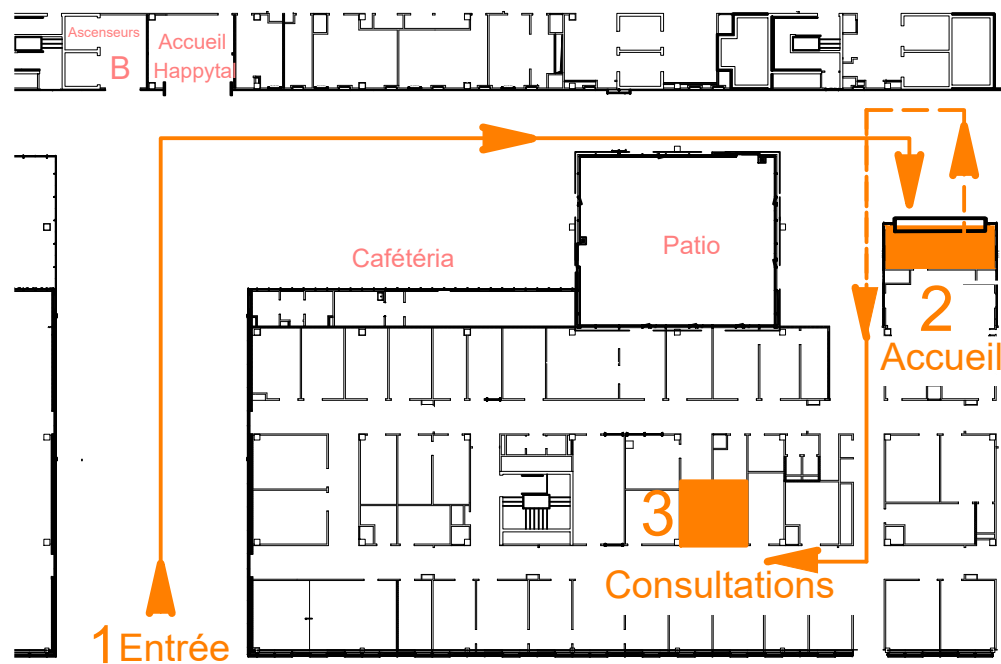 Ascenseurs
B
Accueil
Happytal
Cafétéria
Patio
2
Accueil
3
Consultations
1 Entrée